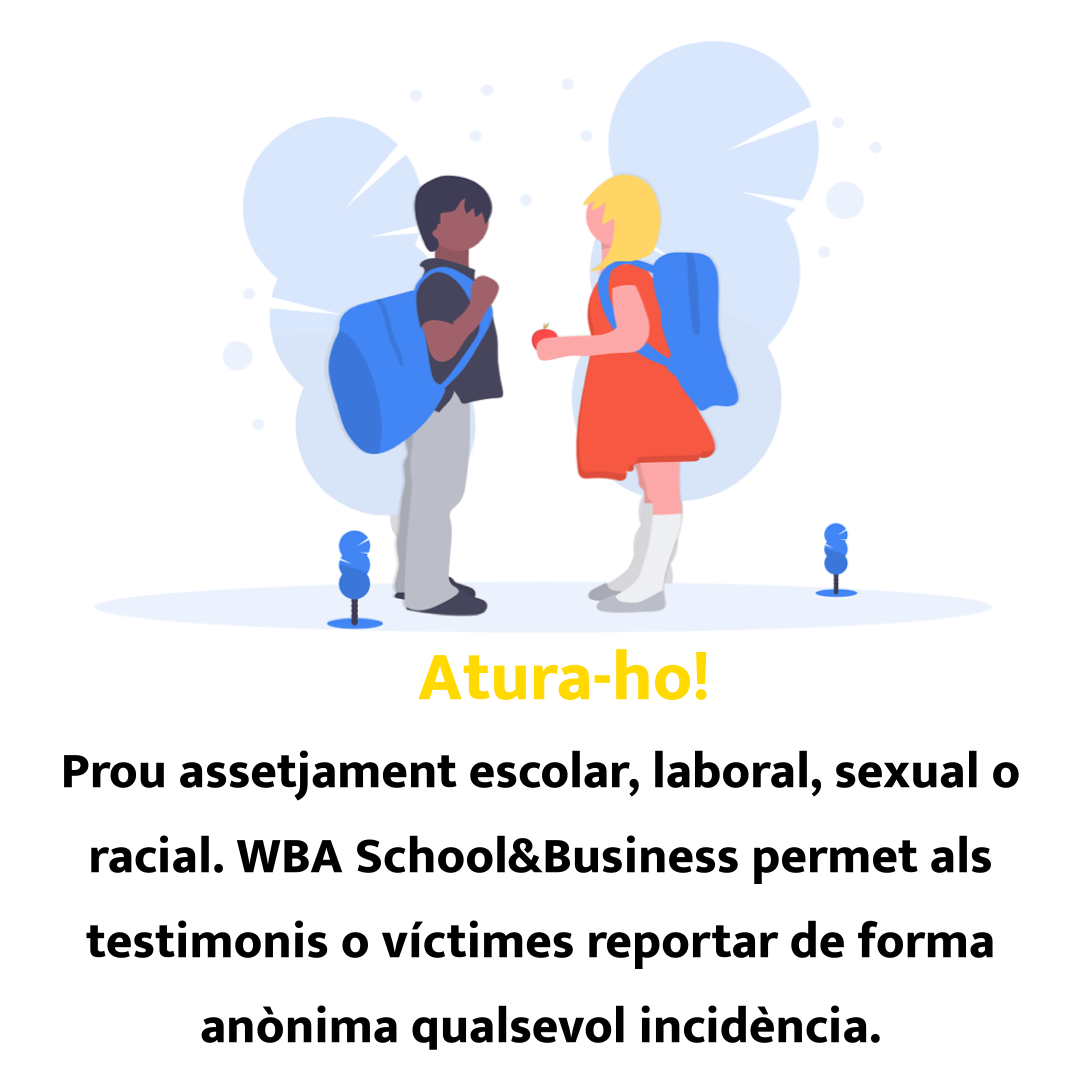 Atura-ho!
Prou assetjament escolar, laboral, sexual o
racial. WBA School&Business permet als
testimonis o víctimes reportar de forma
anònima qualsevol incidència.